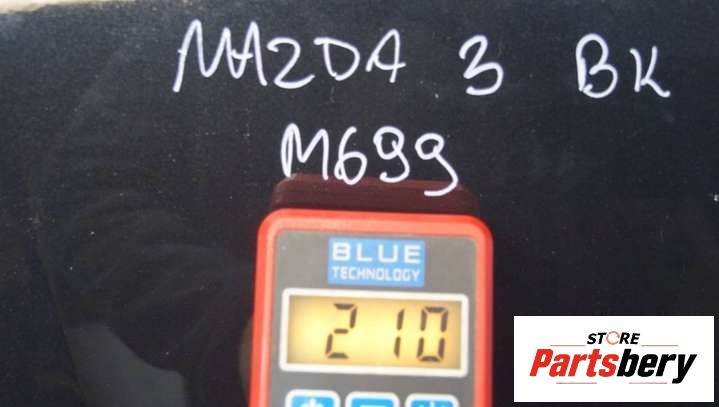 MAZDA 3 BK
M699
BLUE
TECHNOLOGY
210
STORE
Partsbery